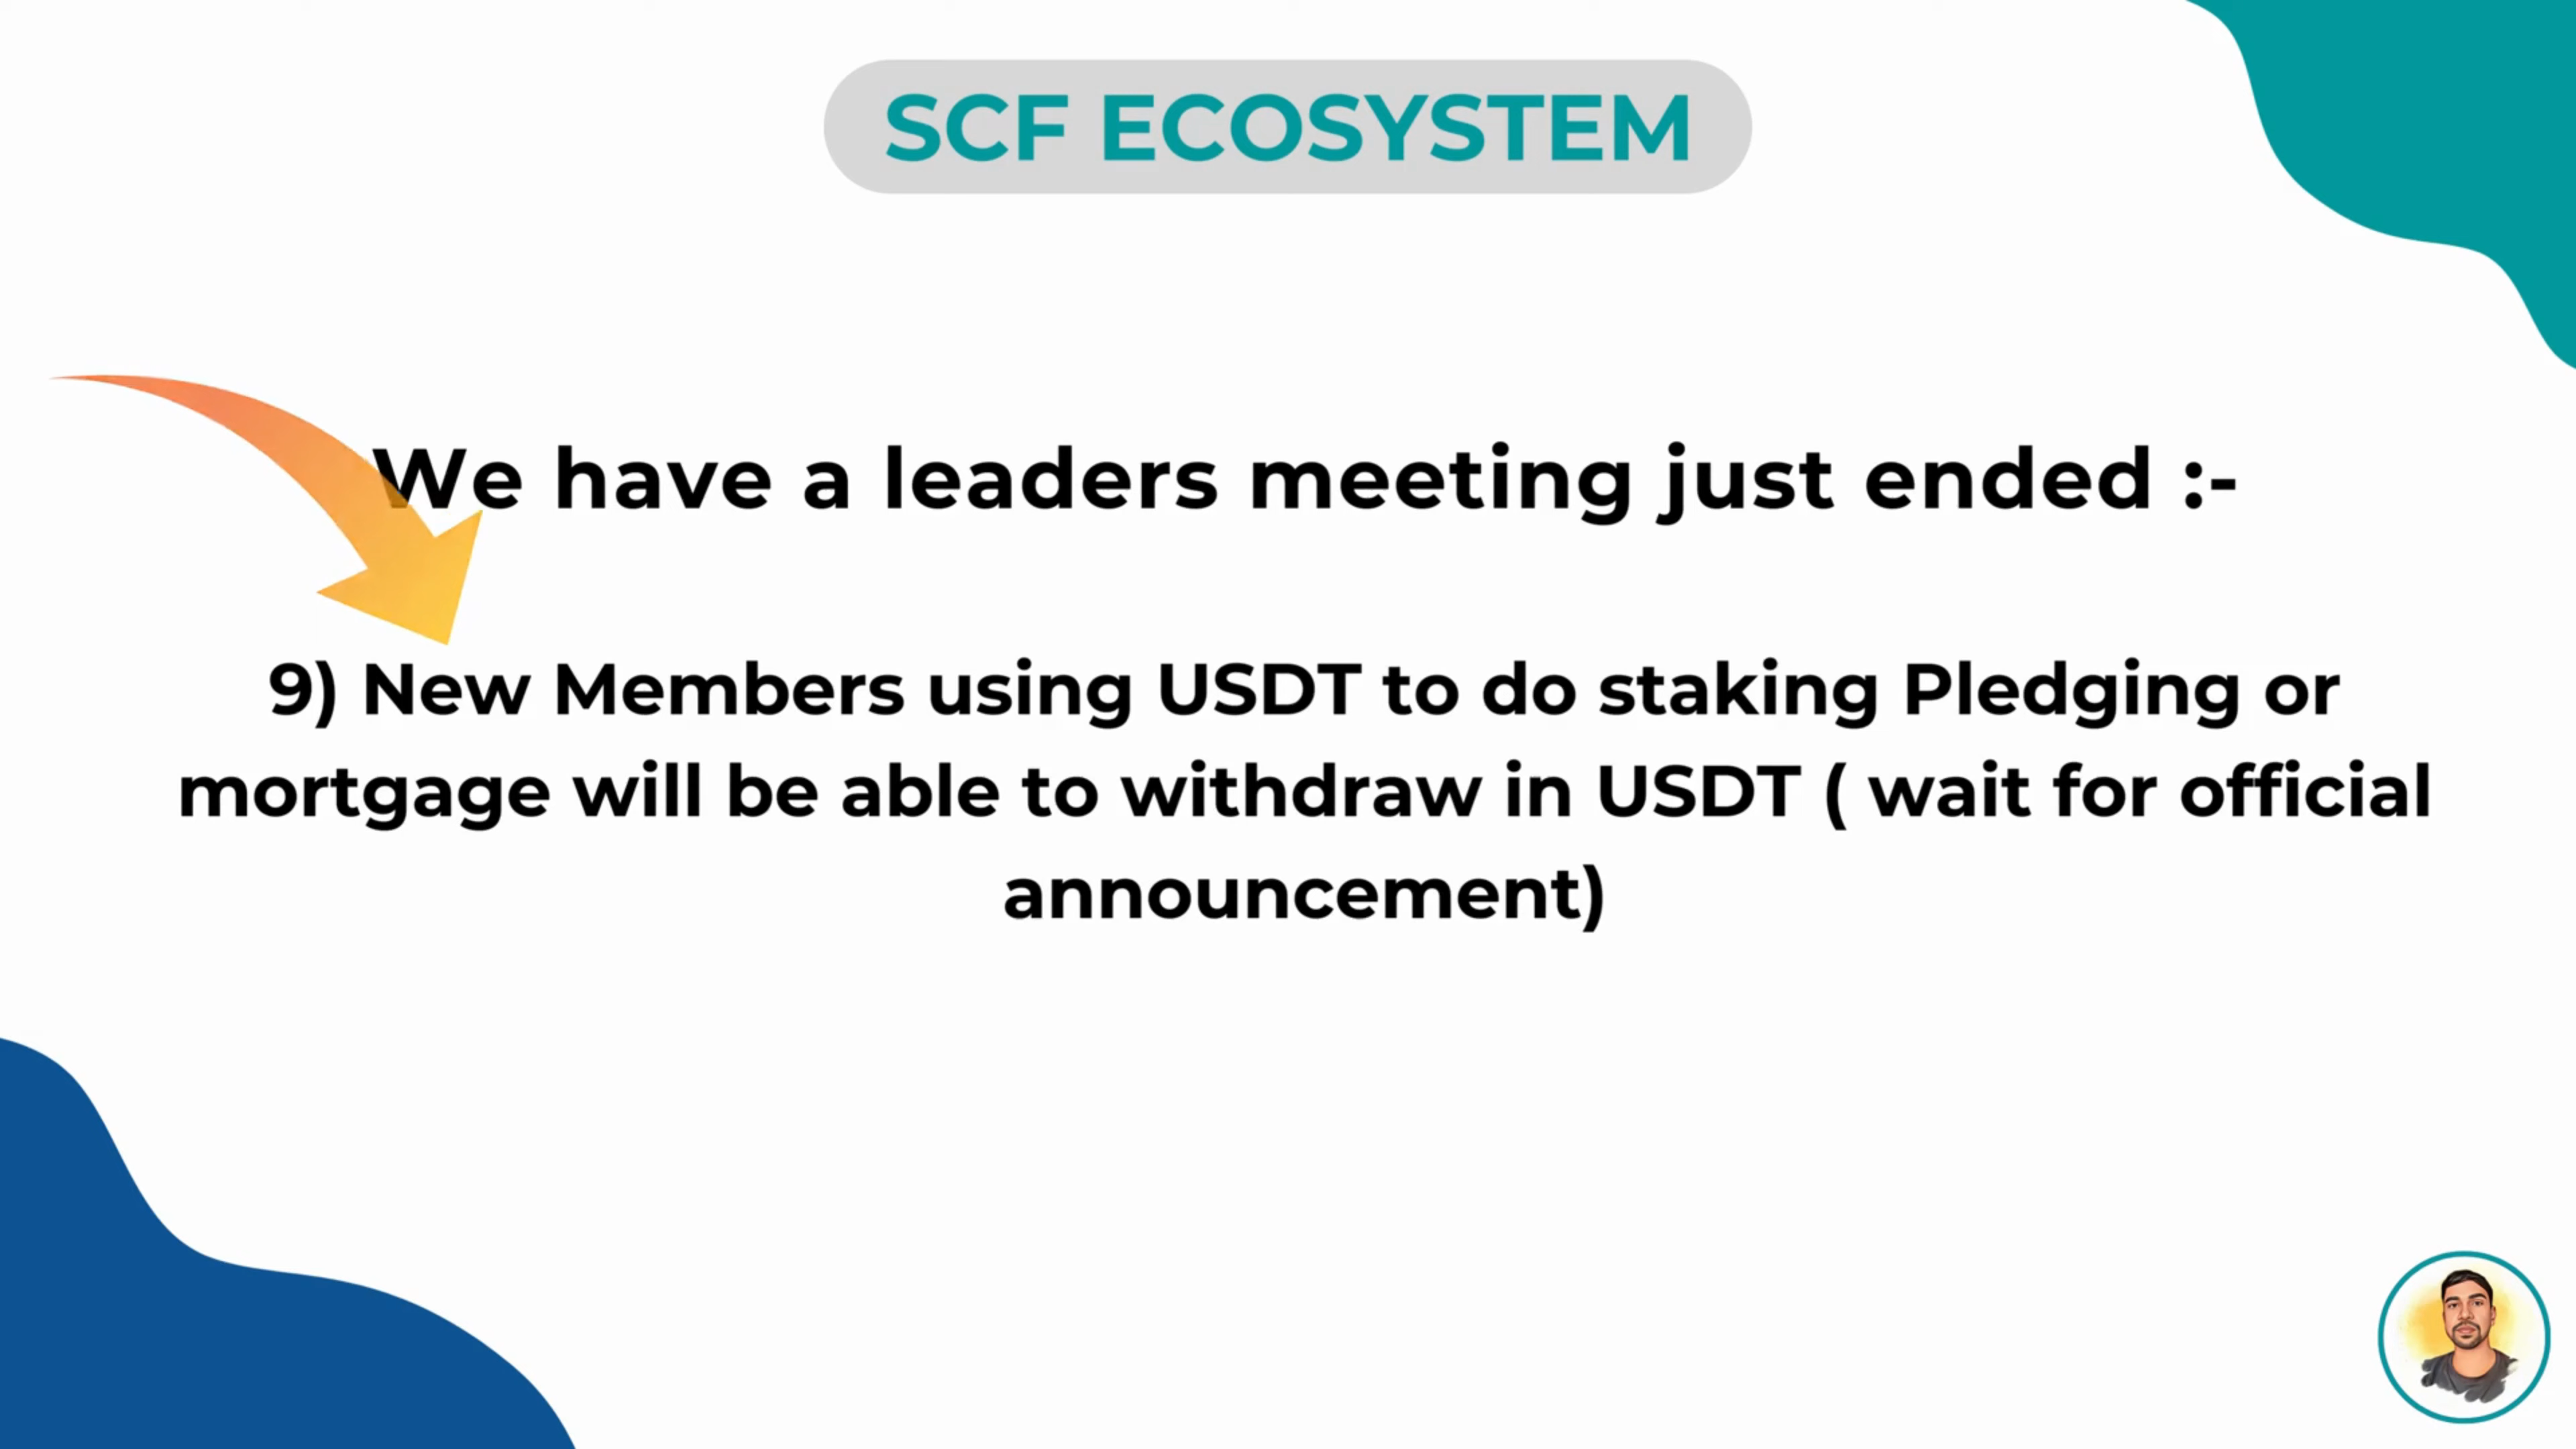 SCF ECOSYSTEM
We have a leaders meeting just ended :-
9) New Members using USDT to do staking Pledging or
mortgage will be able to withdraw in USDT ( wait for official
announcement)